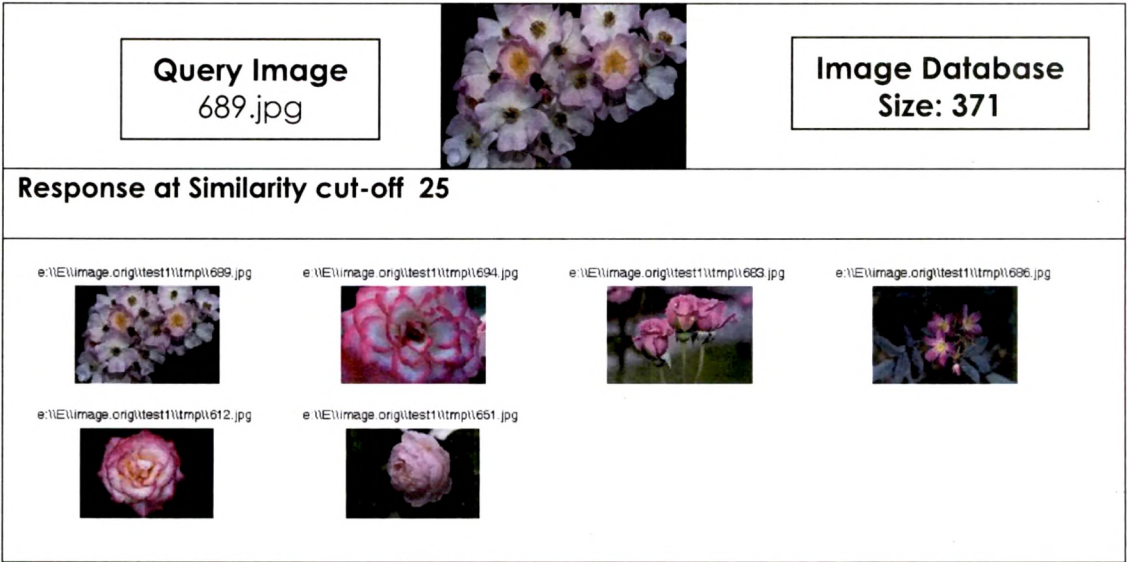 Query Image
689.jpg
Image Database
Size: 371
Response at Similarity cut-off 25
e:\\E\\image.orig\\test1\\tmp\\689.jpg
e:\\E\\image.orig\\test1\\tmp\\694.jpg
e:\\E\\image.orig\\test1\\tmp\\683.jpg
e:\\E\\image.orig\\test1\\tmp\\686.jpg
e:\\E\\image.orig\\test1\\tmp\\612.jpg
e:\\E\\image.orig\\test1\\tmp\\651.jpg